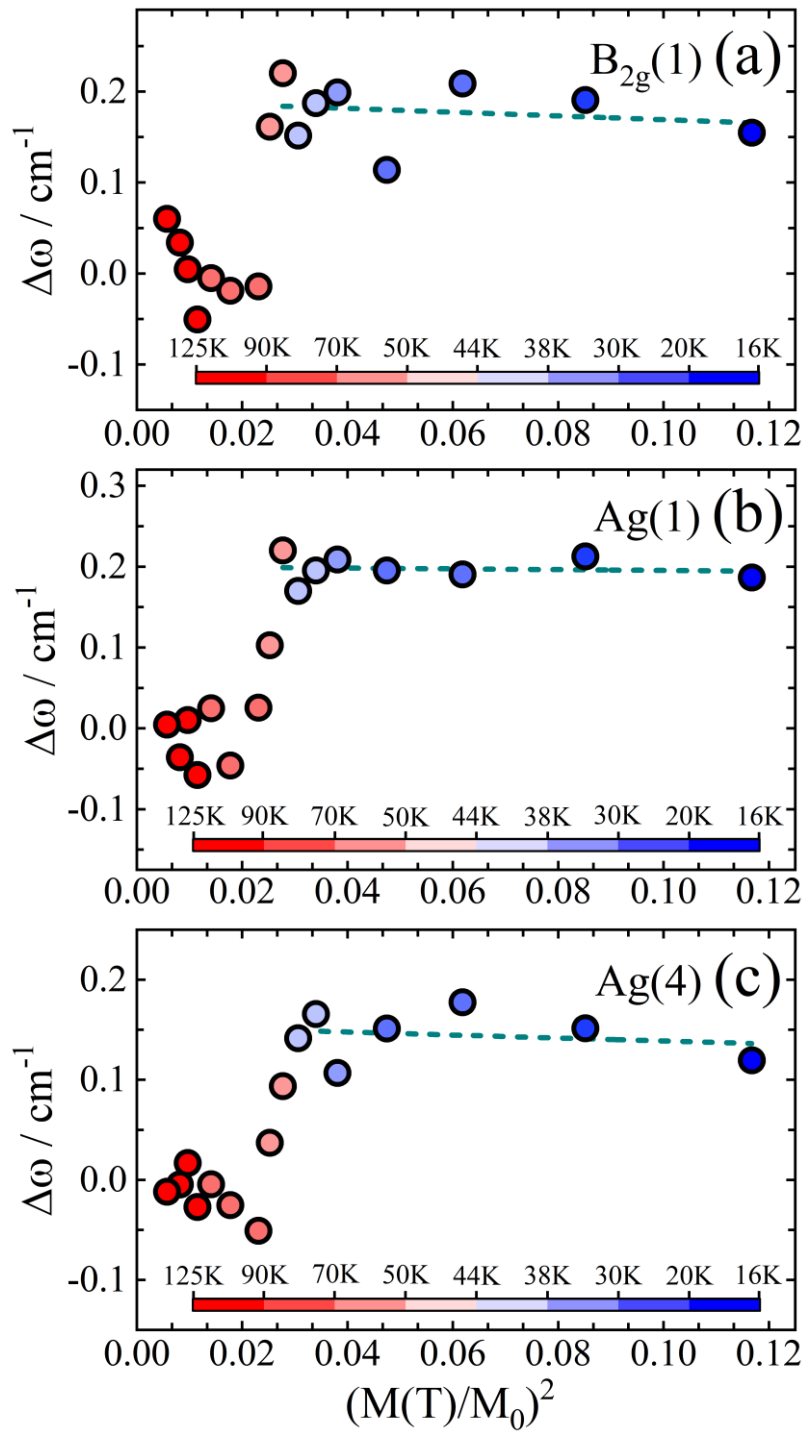 B2g(1) (a)
0.2
0.1
0.0
-0.1
Δω / cm-1
125K 90K 70K 50K 44K 38K 30K 20K 16K
0.00 0.02 0.04 0.06 0.08 0.10 0.12
Ag(1) (b)
0.3
0.2
0.1
0.0
-0.1
Δω / cm-1
125K 90K 70K 50K 44K 38K 30K 20K 16K
0.00 0.02 0.04 0.06 0.08 0.10 0.12
Ag(4) (c)
0.2
0.1
0.0
-0.1
Δω / cm-1
125K 90K 70K 50K 44K 38K 30K 20K 16K
0.00 0.02 0.04 0.06 0.08 0.10 0.12
(M(T)/M0)2